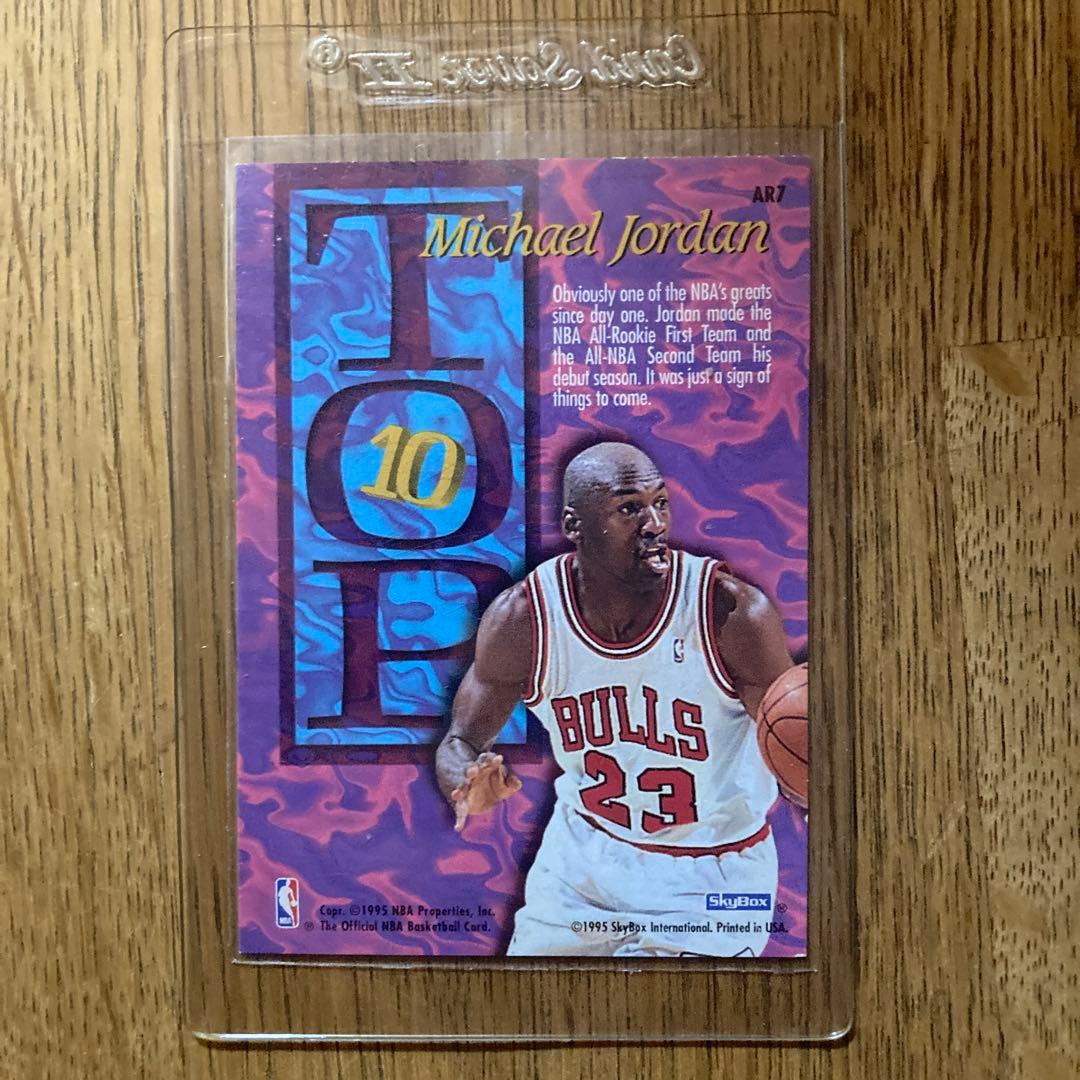 Card Saver II®
AR7
Michael Jordan
Obviously one of the NBA's greats
since day one. Jordan made the
NBA All-Rookie First Team and
the All-NBA Second Team his
debut season. It was just a sign of
things to come.
TOP
10
BULLS
23
NBA
®
Copr. ©1995 NBA Properties, Inc.
The Official NBA Basketball Card.
SkyBox®
©1995 SkyBox International. Printed in USA.